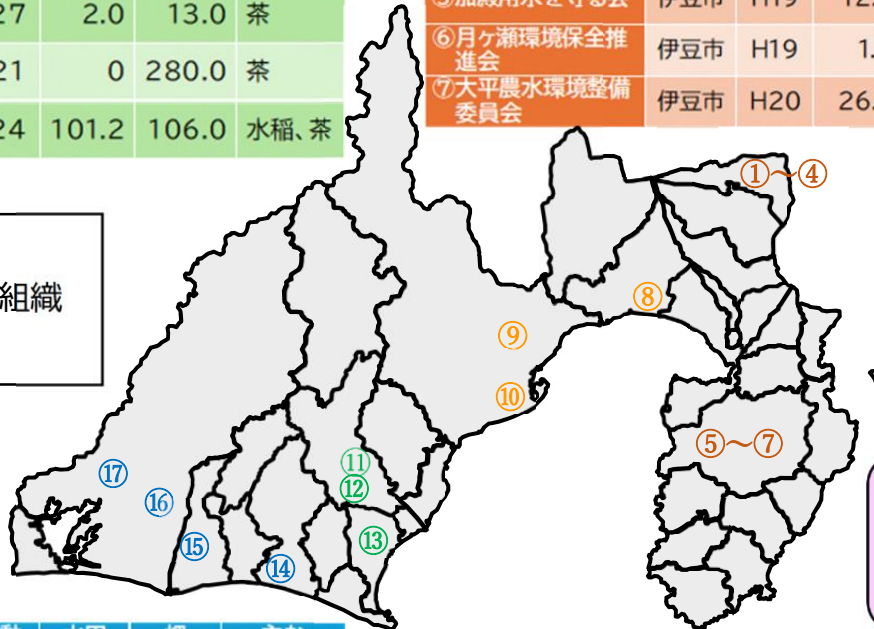 27 2.0 13.0 茶
21 0 280.0 茶
24 101.2 106.0 水稲、茶
伊豆市 H19
⑥月ヶ瀬環境保全推
進会
伊豆市 H19 1.
⑦大平農水環境整備
委員会
伊豆市 H20 26.
組織
①～④
⑧
⑨
⑩
⑤～⑦
⑪
⑫
⑬
⑭
⑮
⑯
⑰